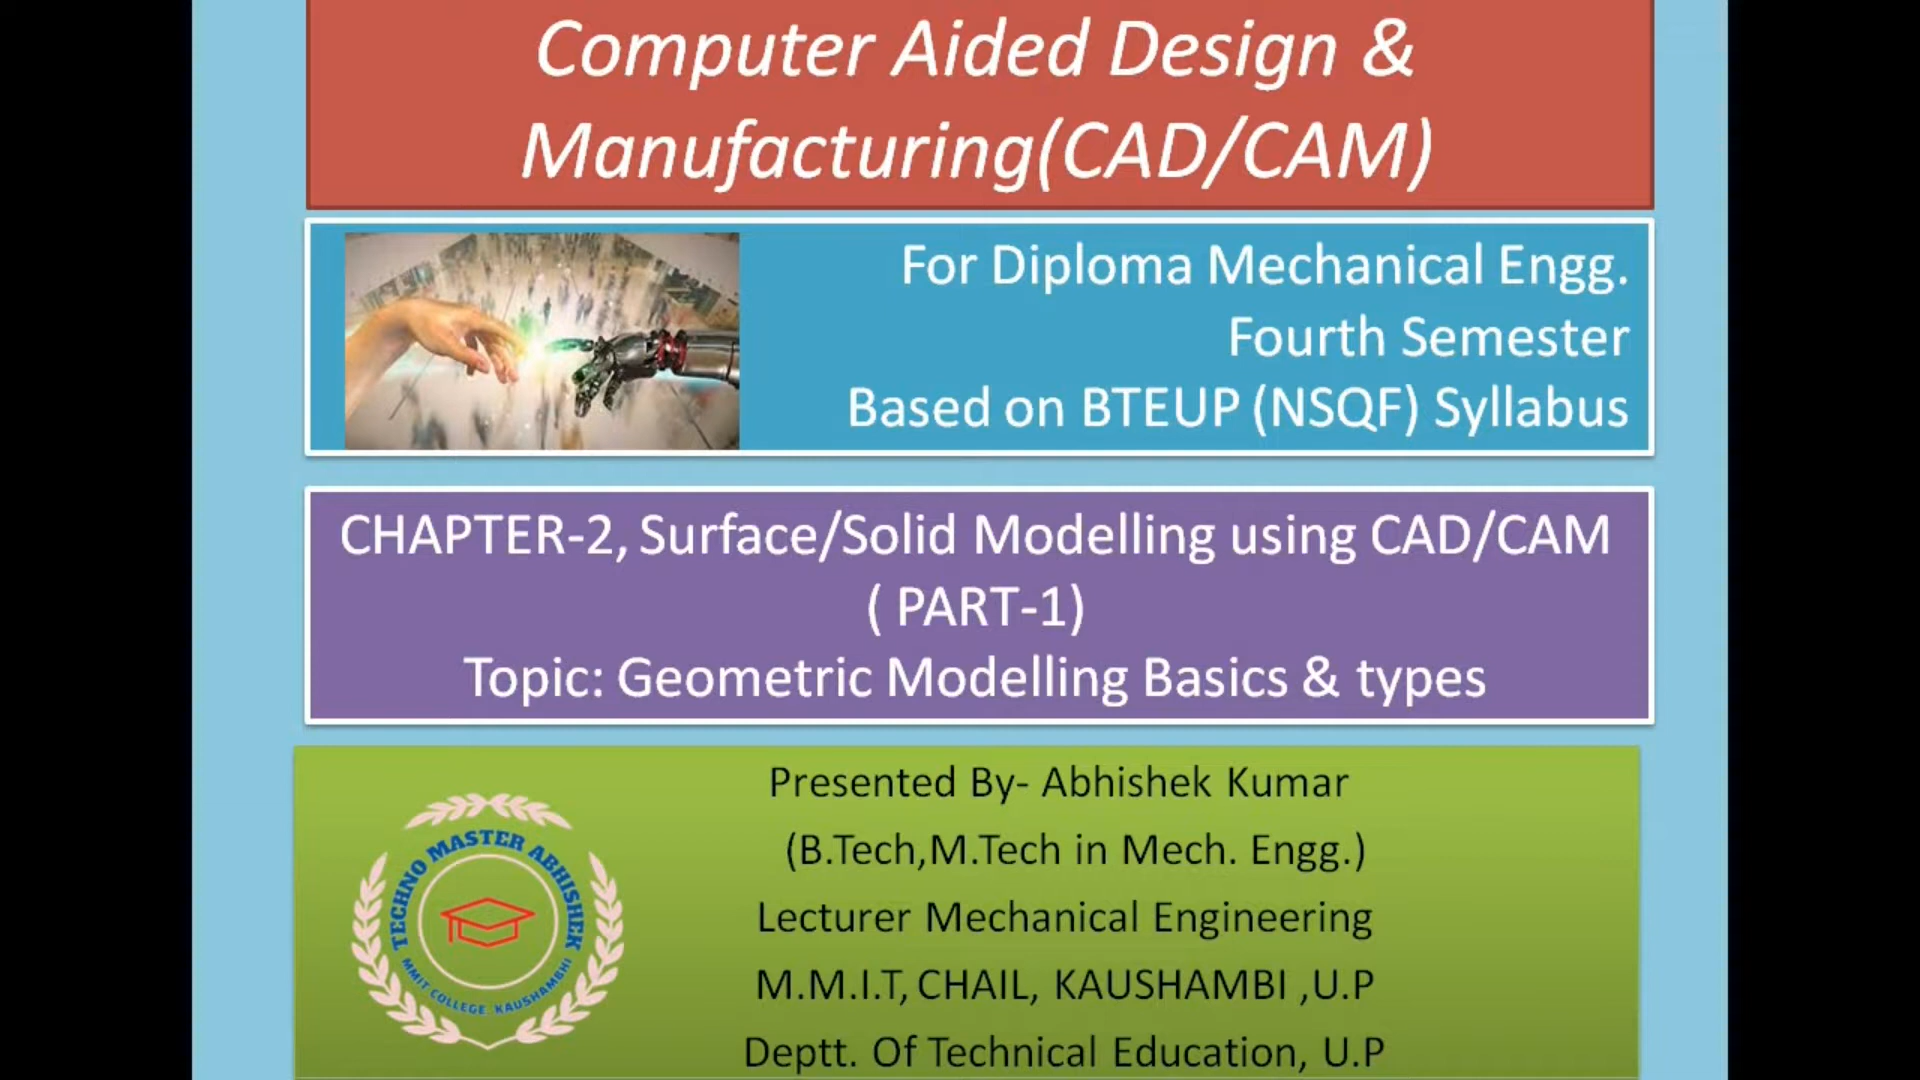 Computer Aided Design &
Manufacturing(CAD/CAM)
For Diploma Mechanical Engg.
Fourth Semester
Based on BTEUP (NSQF) Syllabus
CHAPTER-2, Surface/Solid Modelling using CAD/CAM
( PART-1)
Topic: Geometric Modelling Basics & types
Presented By- Abhishek Kumar
(B.Tech,M.Tech in Mech. Engg.)
Lecturer Mechanical Engineering
M.M.I.T, CHAIL, KAUSHAMBI ,U.P
Deptt. Of Technical Education, U.P
TECHNO MASTER ABHISHEK
MMIT COLLEGE, KAUSHAMBHI